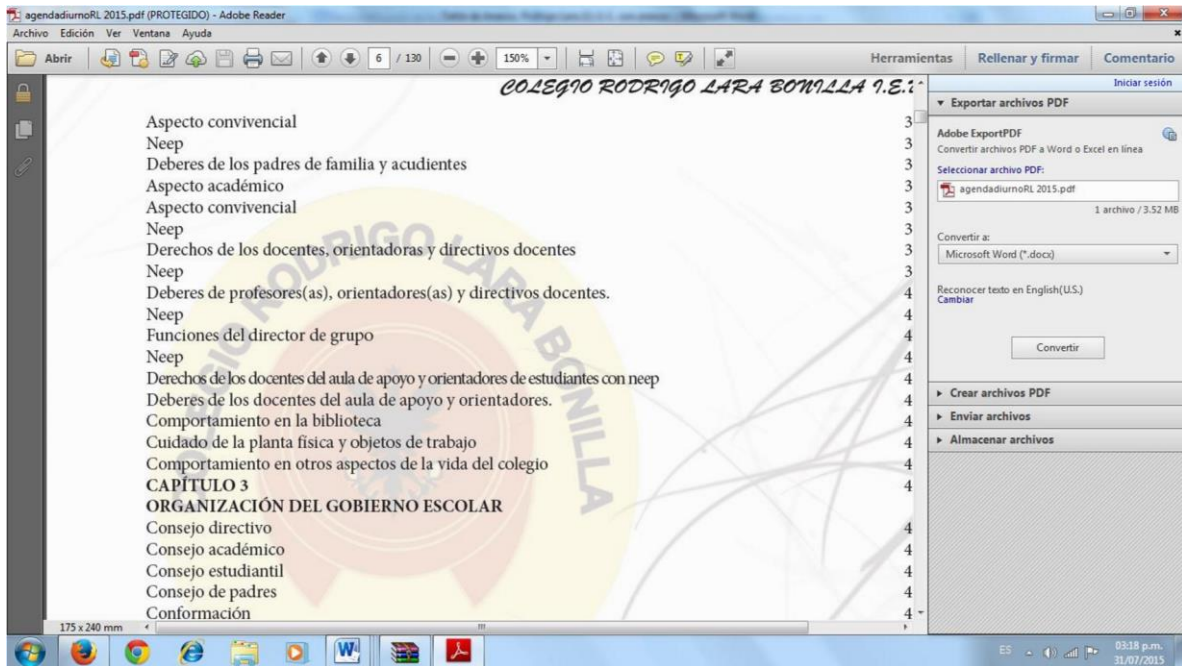 agendadiurnoRL 2015.pdf (PROTEGIDO) - Adobe Reader
Archivo Edición Ver Ventana Ayuda
Abrir 6 / 130 150% Herramientas Rellenar y firmar Comentario
COLEGIO RODRIGO LARA BONILLA I.E.
Aspecto convivencial 3
Neep 3
Deberes de los padres de familia y acudientes 3
Aspecto académico 3
Aspecto convivencial 3
Neep 3
Derechos de los docentes, orientadoras y directivos docentes 3
Neep 3
Deberes de profesores(as), orientadores(as) y directivos docentes. 4
Neep 4
Funciones del director de grupo 4
Neep 4
Derechos de los docentes del aula de apoyo y orientadores de estudiantes con neep 4
Deberes de los docentes del aula de apoyo y orientadores. 4
Comportamiento en la biblioteca 4
Cuidado de la planta física y objetos de trabajo 4
Comportamiento en otros aspectos de la vida del colegio 4
CAPÍTULO 3 4
ORGANIZACIÓN DEL GOBIERNO ESCOLAR
Consejo directivo 4
Consejo académico 4
Consejo estudiantil 4
Consejo de padres 4
Conformación 4
COLEGIO RODRIGO LARA BONILLA
175 x 240 mm
Iniciar sesión
Exportar archivos PDF
Adobe ExportPDF
Convertir archivos PDF a Word o Excel en línea
Seleccionar archivo PDF:
agendadiurnoRL 2015.pdf
1 archivo / 3.52 MB
Convertir a:
Microsoft Word (*.docx)
Reconocer texto en English(U.S.)
Cambiar
Convertir
Crear archivos PDF
Enviar archivos
Almacenar archivos
ES 03:18 p.m.
31/07/2015